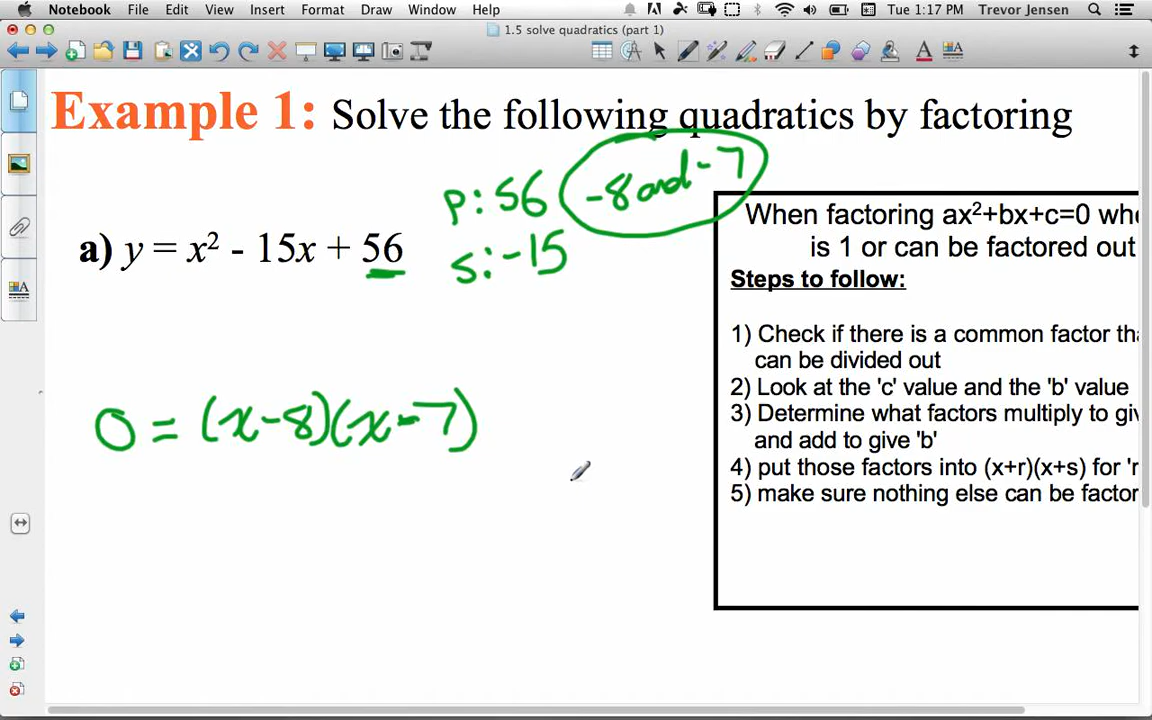 Notebook File Edit View Insert Format Draw Window Help Tue 1:17 PM Trevor Jensen
1.5 solve quadratics (part 1)
Example 1: Solve the following quadratics by factoring
p: 56 -8 and -7
a) y = x² - 15x + 56
s: -15
0 = (x-8)(x-7)
When factoring ax²+bx+c=0 whe
is 1 or can be factored out
Steps to follow:
1) Check if there is a common factor tha
can be divided out
2) Look at the 'c' value and the 'b' value
3) Determine what factors multiply to giv
and add to give 'b'
4) put those factors into (x+r)(x+s) for 'r
5) make sure nothing else can be factor